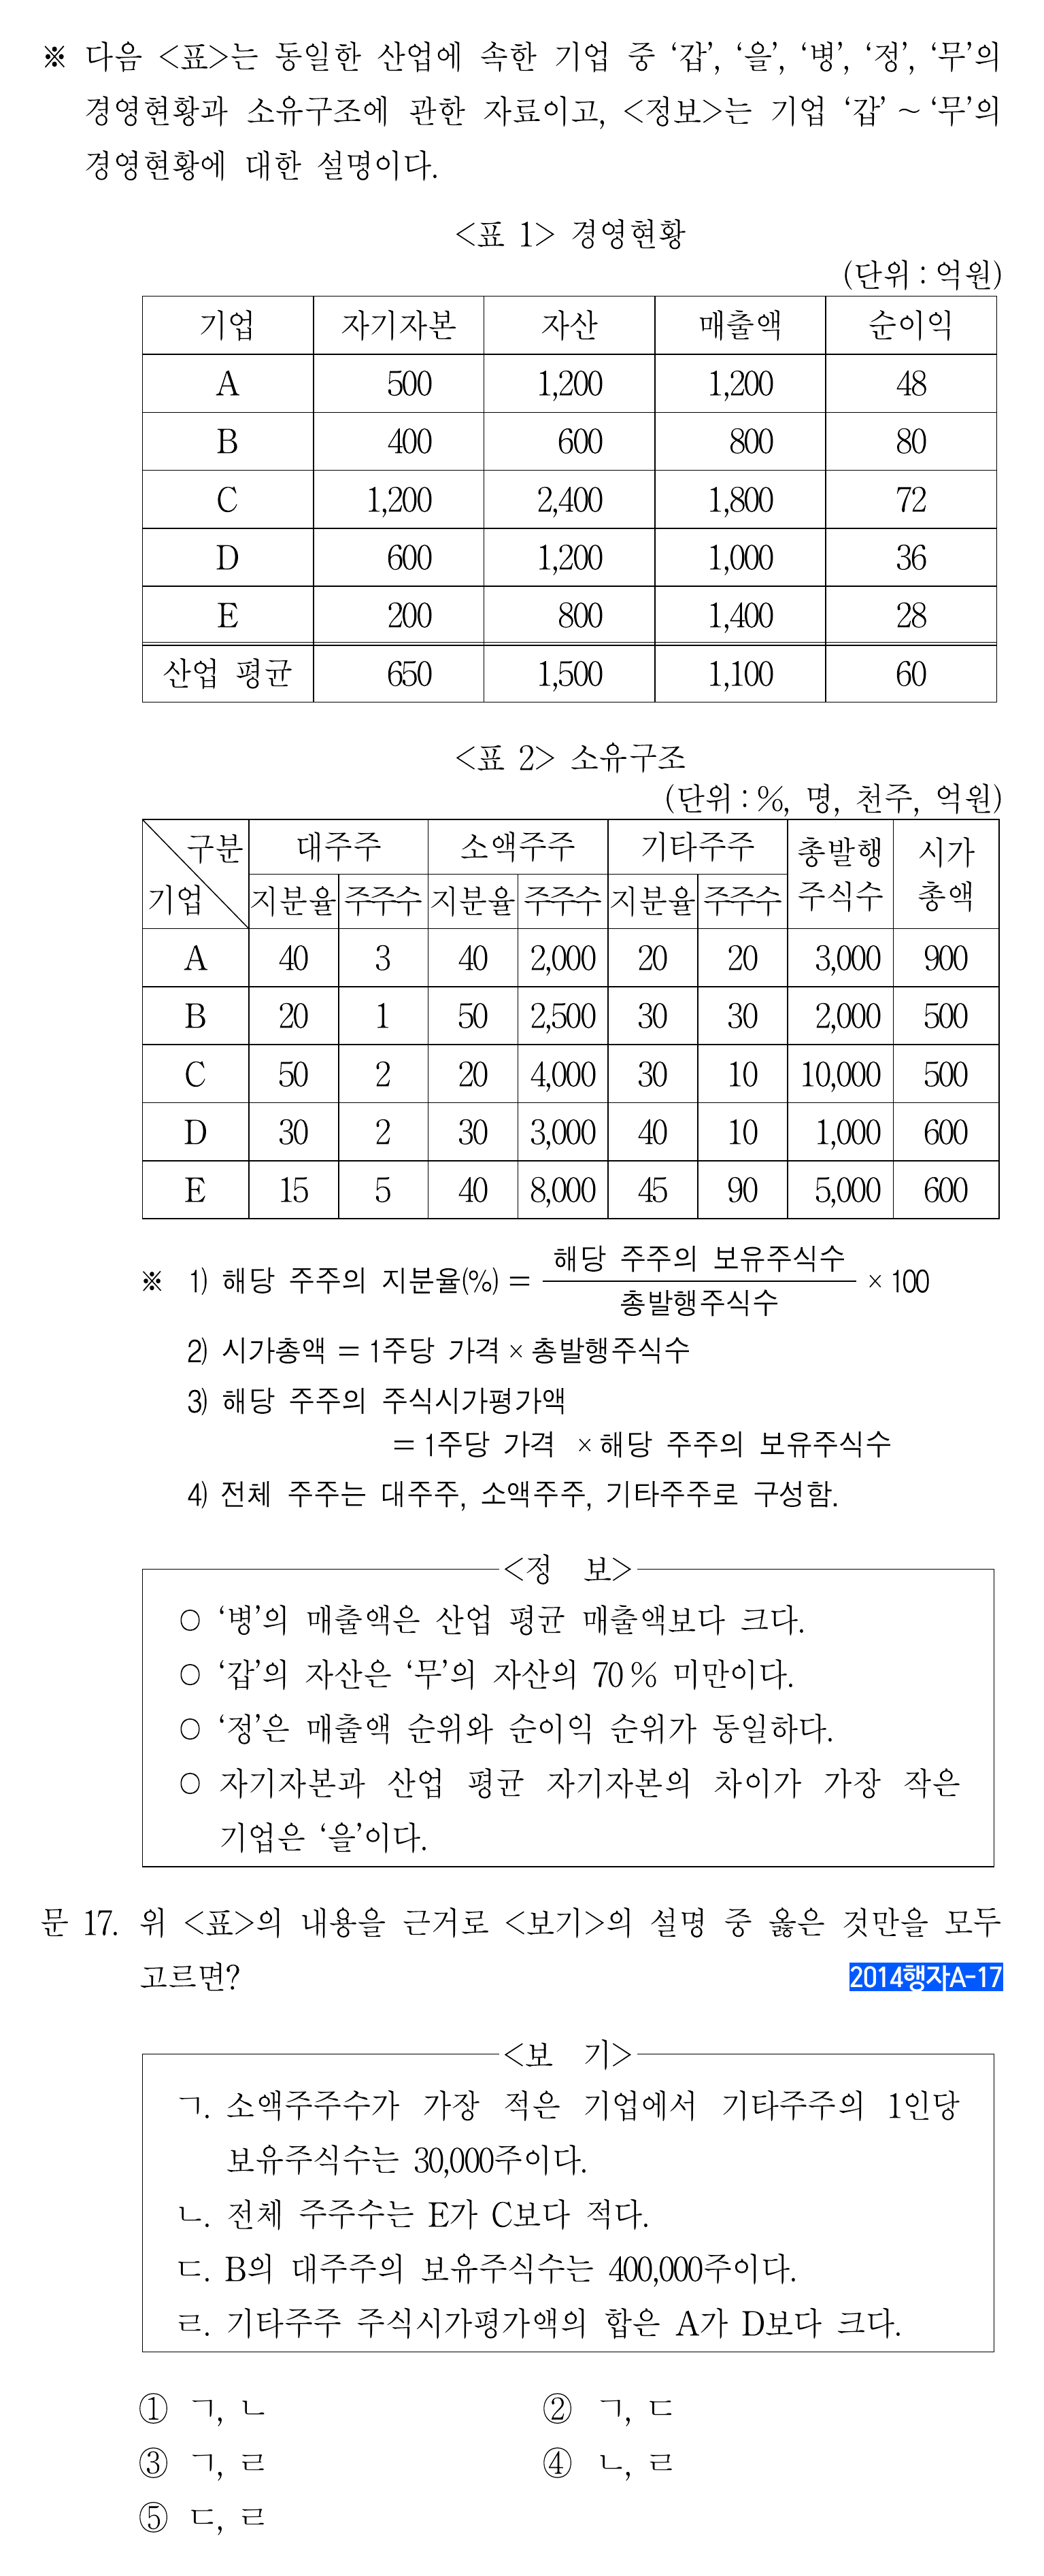 ※ 다음 <표>는 동일한 산업에 속한 기업 중 ‘갑’, ‘을’, ‘병’, ‘정’, ‘무’의
경영현황과 소유구조에 관한 자료이고, <정보>는 기업 ‘갑’ ~ ‘무’의
경영현황에 대한 설명이다.
<표 1> 경영현황
(단위 : 억원)
기업 자기자본 자산 매출액 순이익
A 500 1,200 1,200 48
B 400 600 800 80
C 1,200 2,400 1,800 72
D 600 1,200 1,000 36
E 200 800 1,400 28
산업 평균 650 1,500 1,100 60
<표 2> 소유구조
(단위 : %, 명, 천주, 억원)
구분 대주주 소액주주 기타주주 총발행 시가
기업 지분율 주주수 지분율 주주수 지분율 주주수 주식수 총액
A 40 3 40 2,000 20 20 3,000 900
B 20 1 50 2,500 30 30 2,000 500
C 50 2 20 4,000 30 10 10,000 500
D 30 2 30 3,000 40 10 1,000 600
E 15 5 40 8,000 45 90 5,000 600
※ 1) 해당 주주의 지분율(%) = 해당 주주의 보유주식수 / 총발행주식수 × 100
2) 시가총액 = 1주당 가격 × 총발행주식수
3) 해당 주주의 주식시가평가액
= 1주당 가격 × 해당 주주의 보유주식수
4) 전체 주주는 대주주, 소액주주, 기타주주로 구성함.
<정 보>
○ ‘병’의 매출액은 산업 평균 매출액보다 크다.
○ ‘갑’의 자산은 ‘무’의 자산의 70 % 미만이다.
○ ‘정’은 매출액 순위와 순이익 순위가 동일하다.
○ 자기자본과 산업 평균 자기자본의 차이가 가장 작은
기업은 ‘을’이다.
문 17. 위 <표>의 내용을 근거로 <보기>의 설명 중 옳은 것만을 모두
고르면? 2014행자A-17
<보 기>
ㄱ. 소액주주수가 가장 적은 기업에서 기타주주의 1인당
보유주식수는 30,000주이다.
ㄴ. 전체 주주수는 E가 C보다 적다.
ㄷ. B의 대주주의 보유주식수는 400,000주이다.
ㄹ. 기타주주 주식시가평가액의 합은 A가 D보다 크다.
① ㄱ, ㄴ ② ㄱ, ㄷ
③ ㄱ, ㄹ ④ ㄴ, ㄹ
⑤ ㄷ, ㄹ